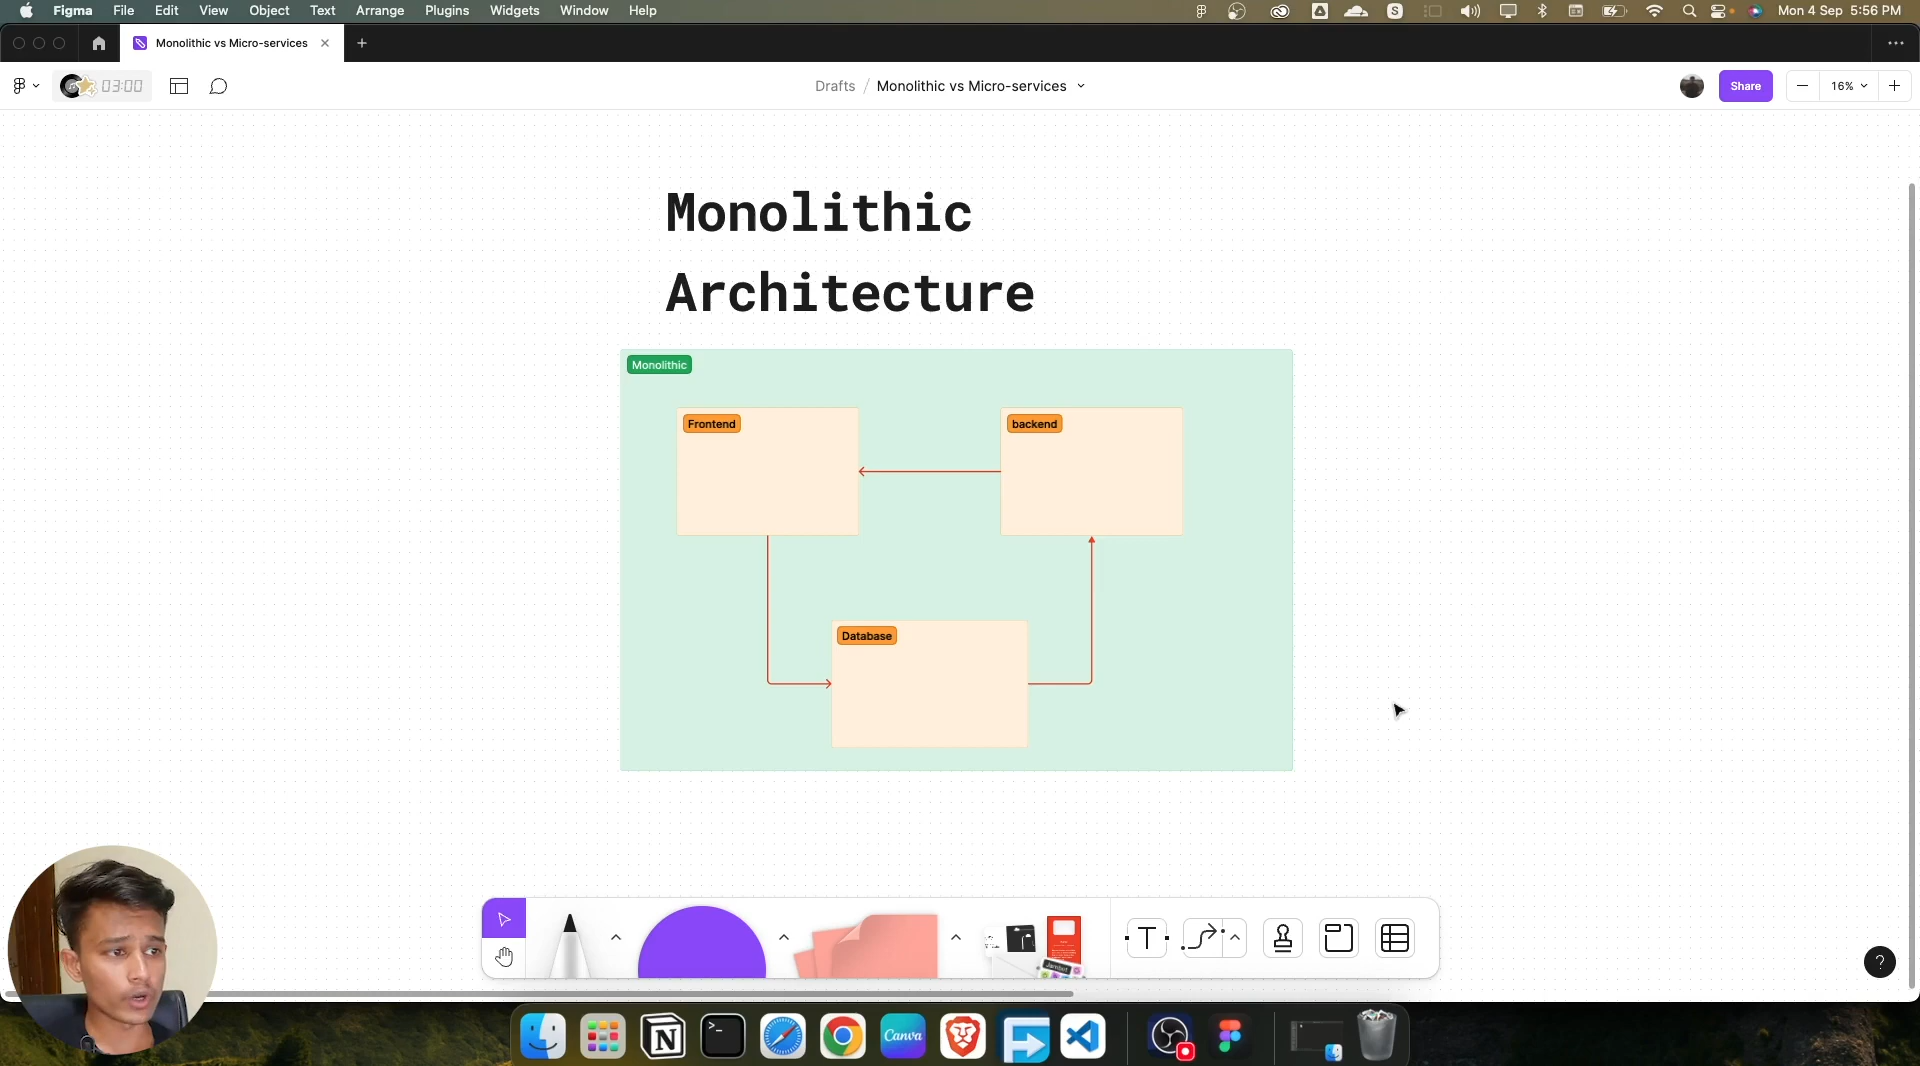 Figma File Edit View Object Text Arrange Plugins Widgets Window Help Mon 4 Sep 5:56 PM
Monolithic vs Micro-services
03:00 Drafts / Monolithic vs Micro-services Share 16%
Monolithic
Architecture
Monolithic
Frontend backend
Database
T
Jambot
?
Canva